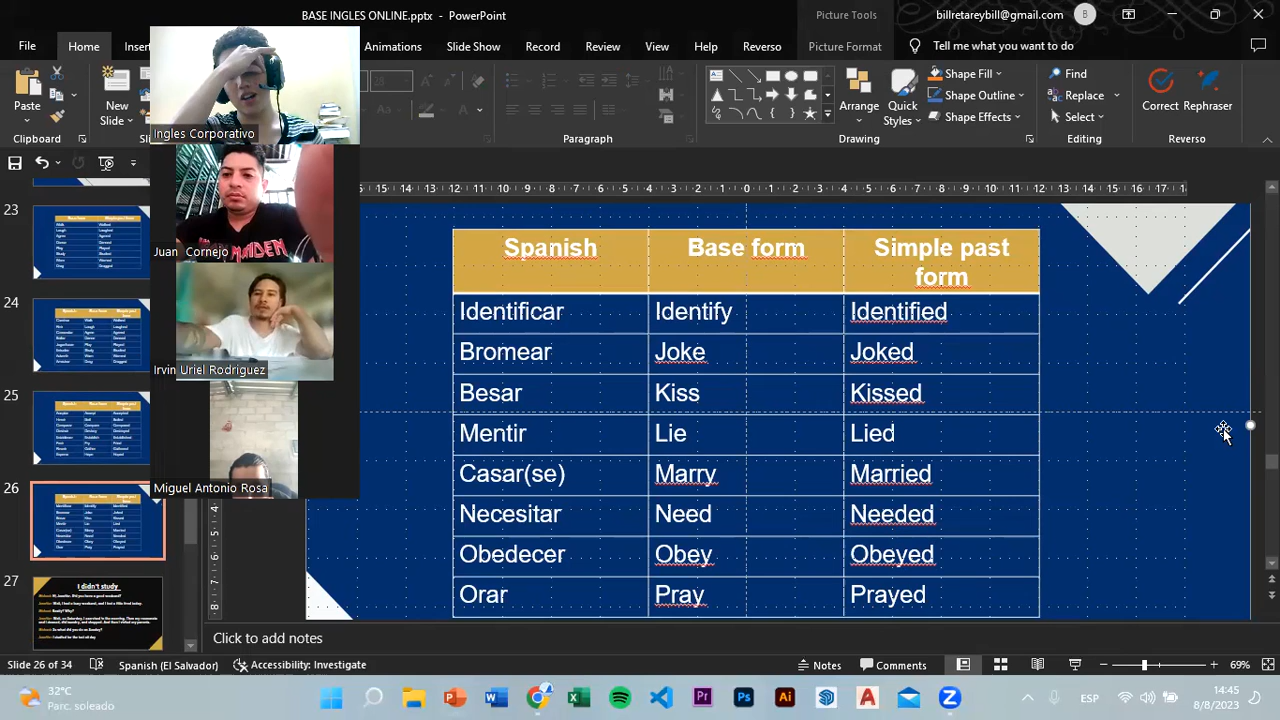 BASE INGLES ONLINE.pptx - PowerPoint
Picture Tools
billretareybill@gmail.com
B
File
Home
Inser
Animations
Slide Show
Record
Review
View
Help
Reverso
Picture Format
Tell me what you want to do
Paste
New
Slide
Clipboard
Paragraph
Arrange
Quick
Styles
Shape Fill
Shape Outline
Shape Effects
Drawing
Find
Replace
Select
Editing
Correct
Rephraser
Reverso
Ingles Corporativo
Juan Cornejo
Irvin Uriel Rodriguez
Miguel Antonio Rosa
23
24
25
26
27
I didn't study
Spanish Base form Simple past form
Identificar Identify Identified
Bromear Joke Joked
Besar Kiss Kissed
Mentir Lie Lied
Casar(se) Marry Married
Necesitar Need Needed
Obedecer Obey Obeyed
Orar Pray Prayed
Click to add notes
Slide 26 of 34
Spanish (El Salvador)
Accessibility: Investigate
Notes
Comments
69%
32°C
Parc. soleado
ESP
14:45
8/8/2023